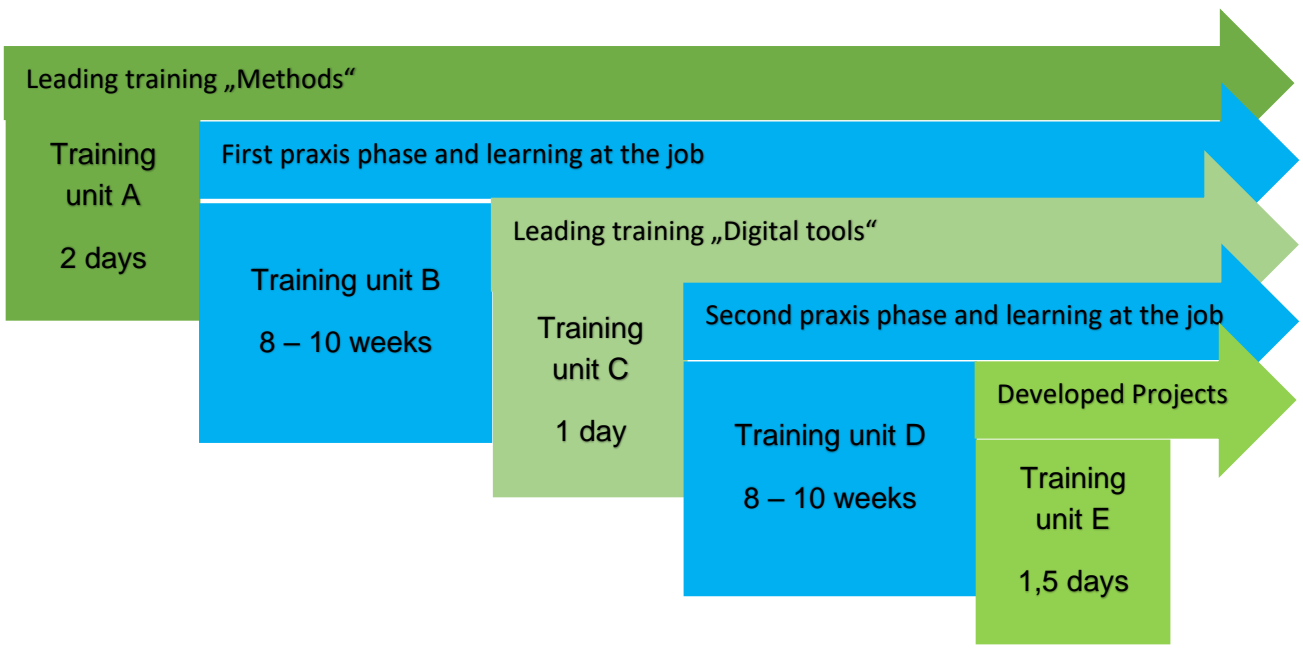 Leading training „Methods“
Training
unit A
2 days
First praxis phase and learning at the job
Training unit B
8 – 10 weeks
Leading training „Digital tools“
Training
unit C
1 day
Second praxis phase and learning at the job
Training unit D
8 – 10 weeks
Developed Projects
Training
unit E
1,5 days